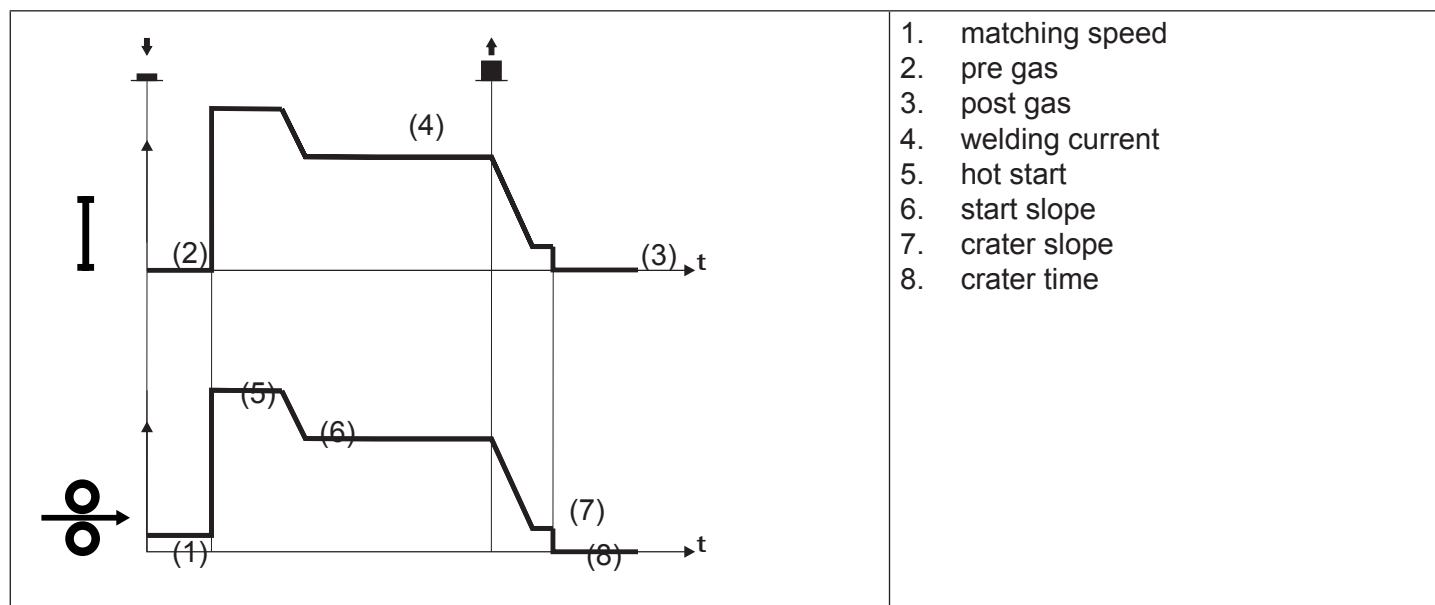 (4)
(2)
(3)
t
I
(5)
(6)
(7)
t
(1)
(8)
1. matching speed
2. pre gas
3. post gas
4. welding current
5. hot start
6. start slope
7. crater slope
8. crater time